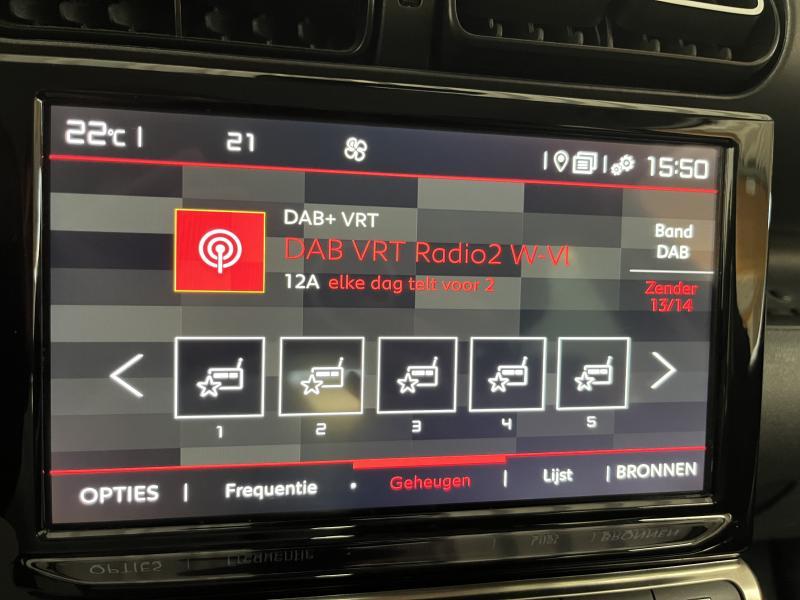 22°C
21
15:50
DAB+ VRT
DAB VRT Radio2 W-Vl
12A elke dag telt voor 2
Band
DAB
Zender
13/14
1 2 3 4 5
OPTIES Frequentie Geheugen Lijst BRONNEN